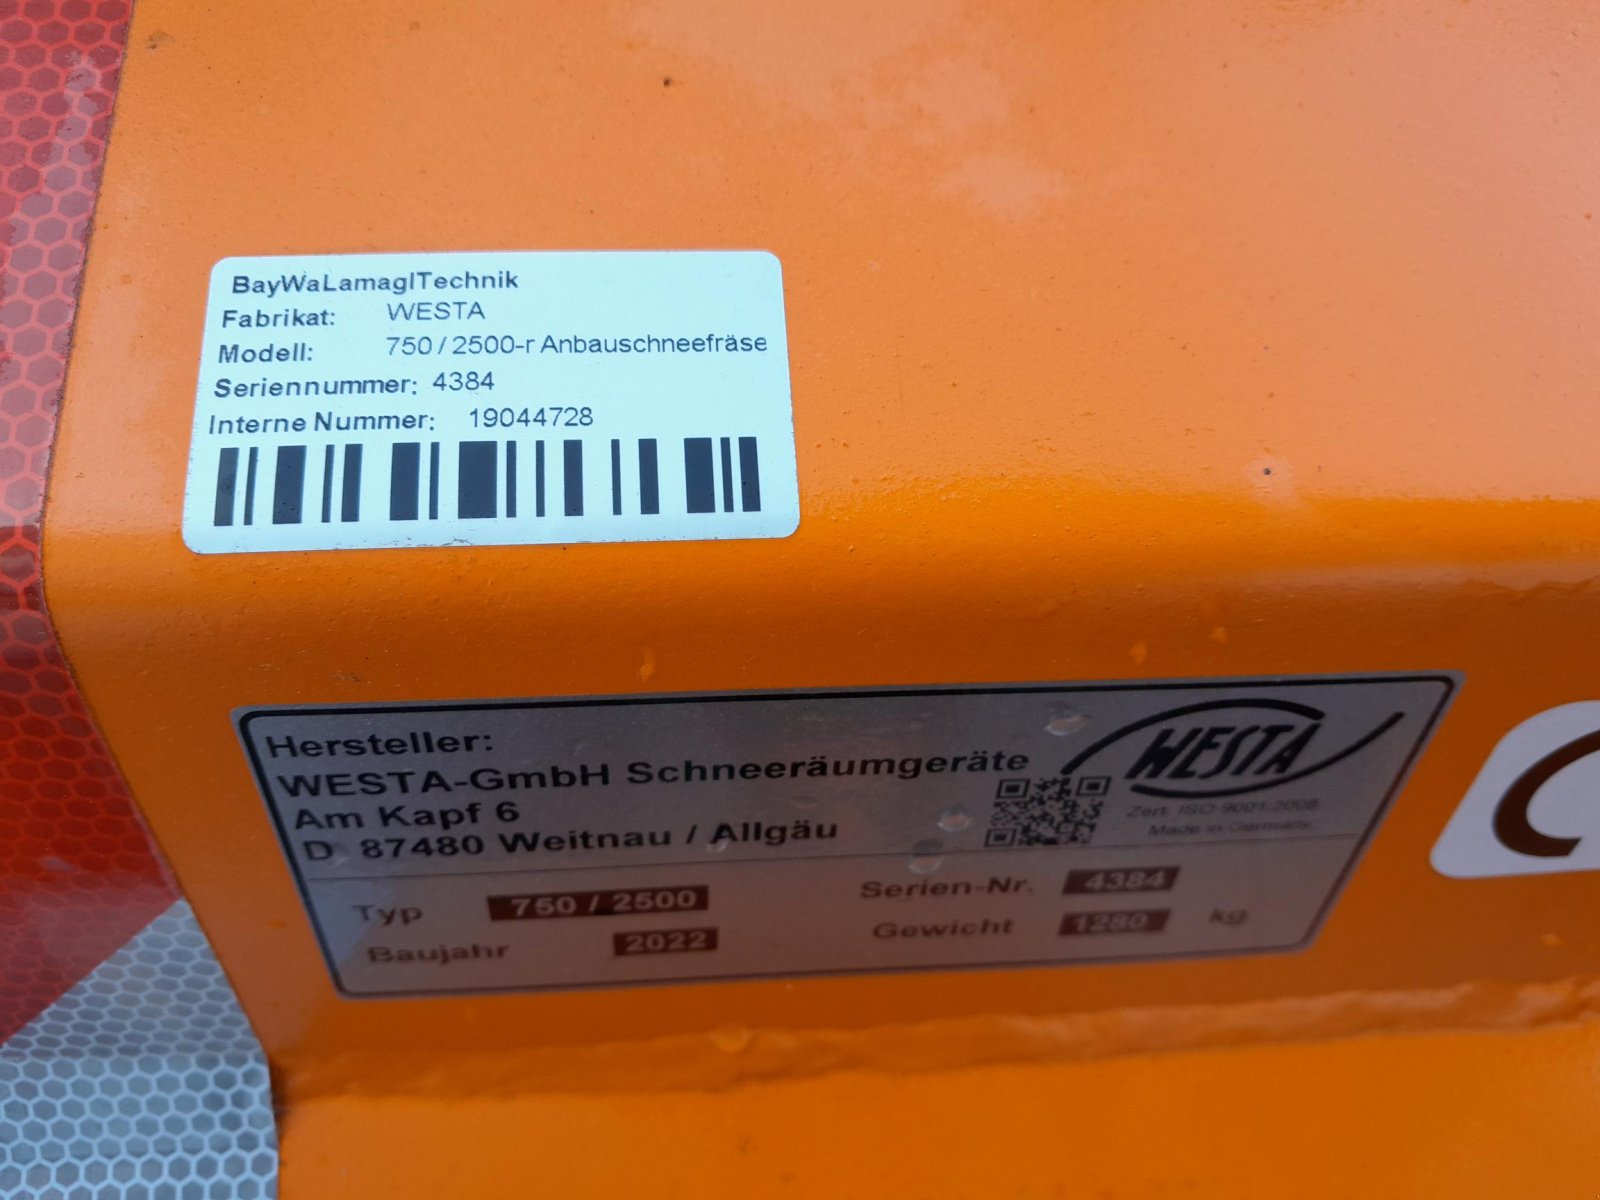 BayWaLamaglTechnik
Fabrikat: WESTA
Modell: 750 / 2500-r Anbauschneefräse
Seriennummer: 4384
Interne Nummer: 19044728
Hersteller:
WESTA-GmbH Schneeräumgeräte
Am Kapf 6
D 87480 Weitnau / Allgäu
WESTA
Zert. ISO 9001:2008
Made in Germany
Typ 750 / 2500 Serien-Nr. 4384
Baujahr 2022 Gewicht 1280 kg